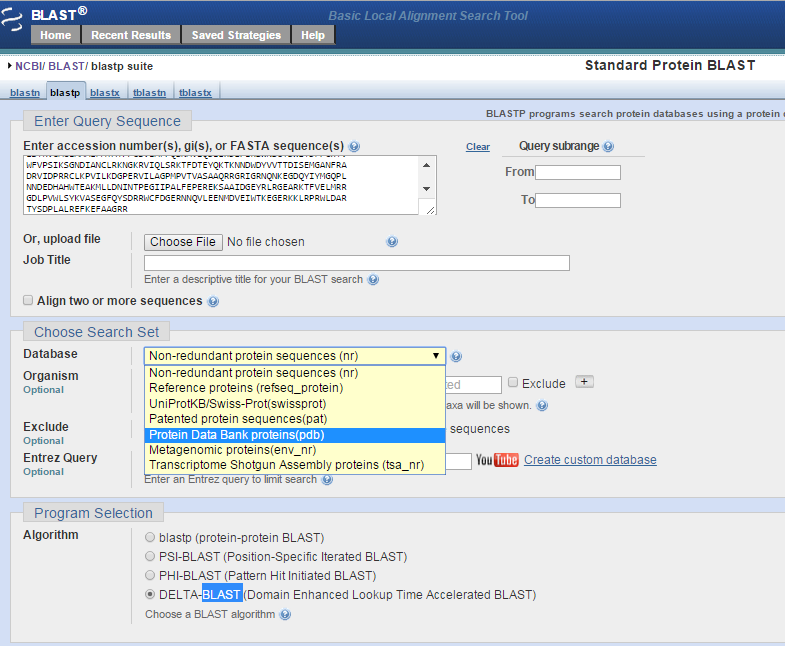 BLAST®
Basic Local Alignment Search Tool
Home Recent Results Saved Strategies Help
NCBI/ BLAST/ blastp suite
Standard Protein BLAST
blastn blastp blastx tblastn tblastx
BLASTP programs search protein databases using a protein
Enter Query Sequence
Enter accession number(s), gi(s), or FASTA sequence(s)
Clear
Query subrange
WFVPSIKSGNDIANCLRKNGKRVIQLSRKTFDTEYQKTKNNDWDYVVTTDISEMGANFRA
DRVIDPRRCLKPVILKDGPERVILAGPMPVTVASAAQRRGRIGRNQNKEGDQYIYMGQPL
NNDEDHAHWTEAKMLLDNINTPEGIIPALFEPEREKSAAIDGEYRLRGEARKTFVELMRR
GDLPVWLSYKVASEGFQYSDRRWCFDGERNNQVLEENMDVEIWTKEGERKKLRPRWLDAR
TYSDPLALREFKEFAAGRR
From
To
Or, upload file
Choose File No file chosen
Job Title
Enter a descriptive title for your BLAST search
Align two or more sequences
Choose Search Set
Database
Non-redundant protein sequences (nr)
Non-redundant protein sequences (nr)
Reference proteins (refseq_protein)
UniProtKB/Swiss-Prot(swissprot)
Patented protein sequences(pat)
Protein Data Bank proteins(pdb)
Metagenomic proteins(env_nr)
Transcriptome Shotgun Assembly proteins (tsa_nr)
Organism
Optional
Exclude
+
axa will be shown.
Exclude
Optional
sequences
Entrez Query
Optional
YouTube Create custom database
Enter an Entrez query to limit search
Program Selection
Algorithm
blastp (protein-protein BLAST)
PSI-BLAST (Position-Specific Iterated BLAST)
PHI-BLAST (Pattern Hit Initiated BLAST)
DELTA-BLAST (Domain Enhanced Lookup Time Accelerated BLAST)
Choose a BLAST algorithm